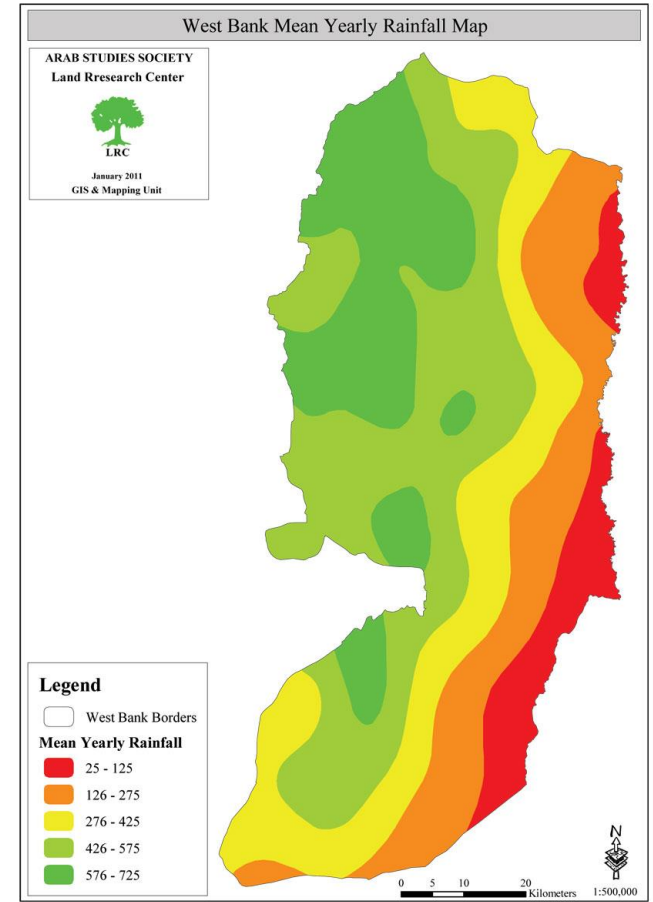 West Bank Mean Yearly Rainfall Map
ARAB STUDIES SOCIETY
Land Rresearch Center
LRC
January 2011
GIS & Mapping Unit
Legend
West Bank Borders
Mean Yearly Rainfall
25 - 125
126 - 275
276 - 425
426 - 575
576 - 725
N
0 5 10 20
Kilometers
1:500,000